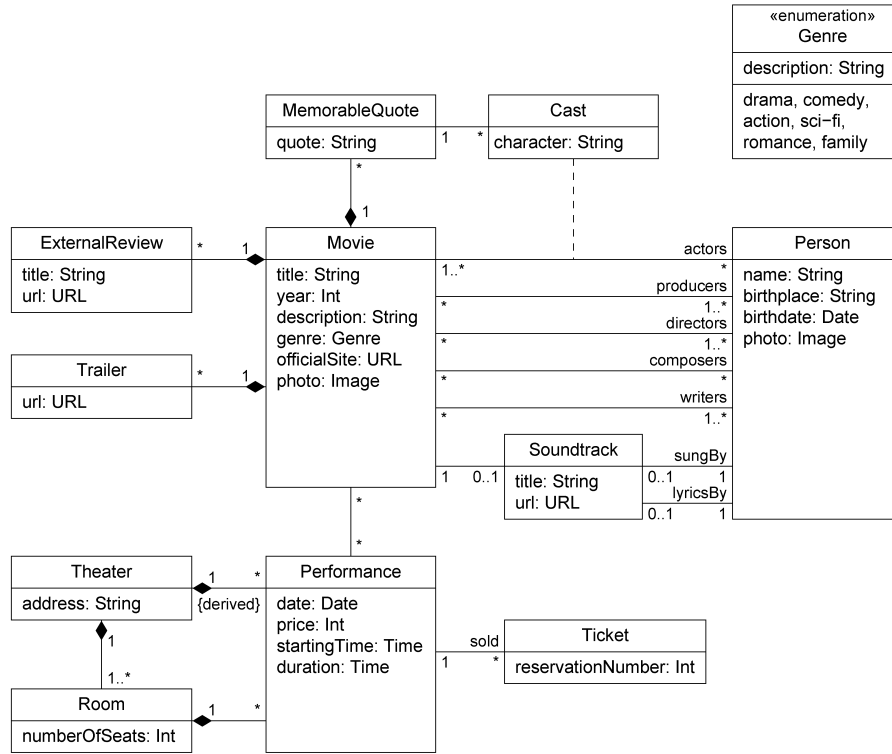 «enumeration»
Genre
description: String
drama, comedy,
action, sci−fi,
romance, family
MemorableQuote
quote: String
1
*
Cast
character: String
*
1
ExternalReview
title: String
url: URL
*
1
Movie
title: String
year: Int
description: String
genre: Genre
officialSite: URL
photo: Image
actors
1..*
*
producers
*
1..*
directors
*
1..*
composers
*
*
writers
*
1..*
Person
name: String
birthplace: String
birthdate: Date
photo: Image
Trailer
url: URL
*
1
1
0..1
Soundtrack
title: String
url: URL
sungBy
0..1
1
lyricsBy
0..1
1
*
*
Theater
address: String
1
*
{derived}
Performance
date: Date
price: Int
startingTime: Time
duration: Time
sold
1
*
Ticket
reservationNumber: Int
1
1..*
Room
numberOfSeats: Int
1
*